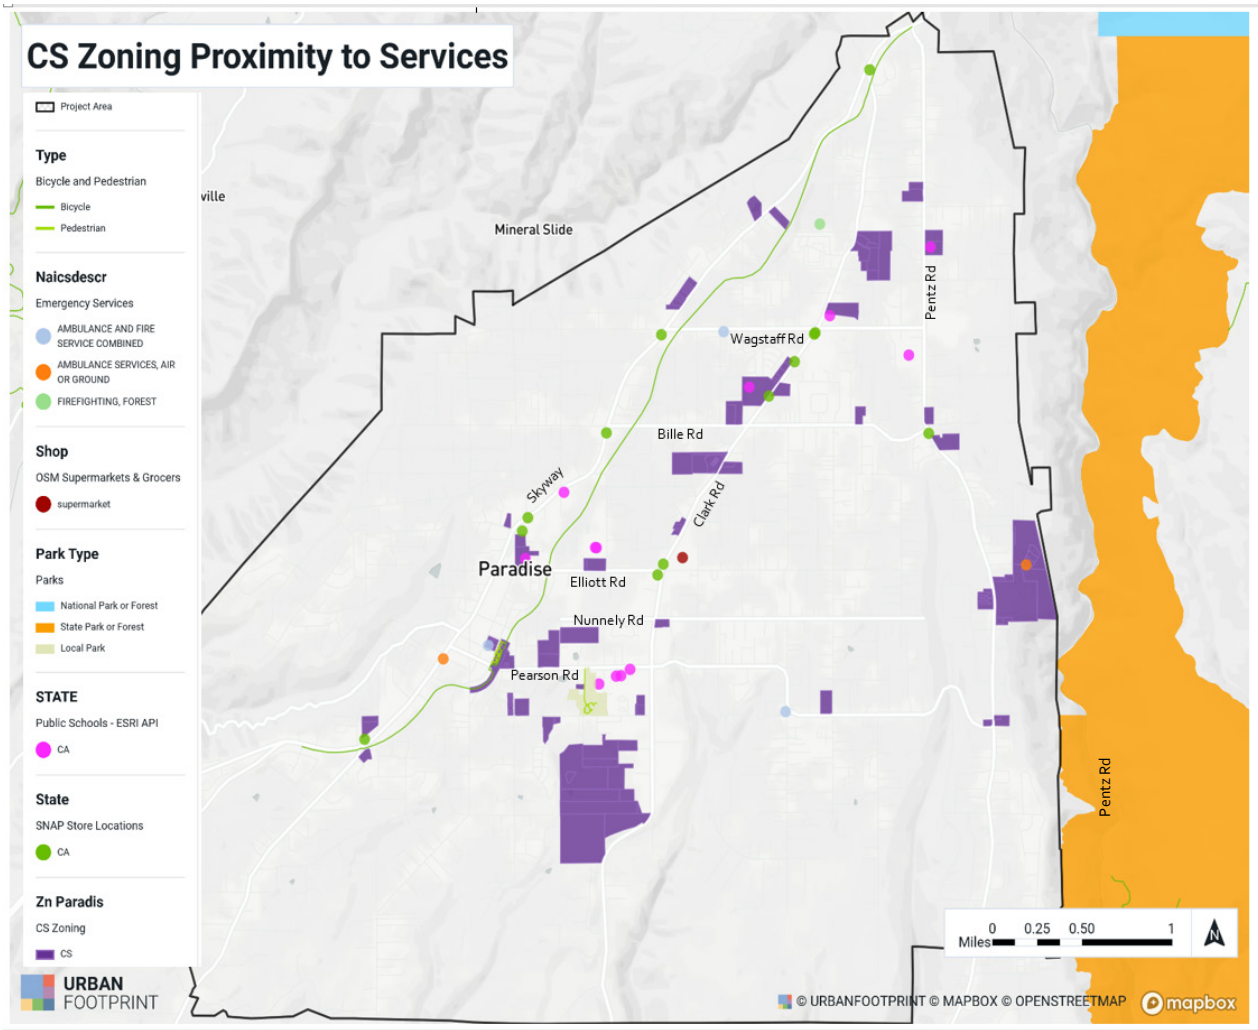 CS Zoning Proximity to Services
Project Area
Type
Bicycle and Pedestrian
Bicycle
Pedestrian
Naicsdescr
Emergency Services
AMBULANCE AND FIRE
SERVICE COMBINED
AMBULANCE SERVICES, AIR
OR GROUND
FIREFIGHTING, FOREST
Shop
OSM Supermarkets & Grocers
supermarket
Park Type
Parks
National Park or Forest
State Park or Forest
Local Park
STATE
Public Schools - ESRI API
CA
State
SNAP Store Locations
CA
Zn Paradis
CS Zoning
CS
URBAN
FOOTPRINT
ville
Mineral Slide
Pentz Rd
Wagstaff Rd
Bille Rd
Skyway
Clark Rd
Paradise
Elliott Rd
Nunnely Rd
Pearson Rd
Pentz Rd
0 0.25 0.50 1
Miles
N
© URBANFOOTPRINT © MAPBOX © OPENSTREETMAP
mapbox